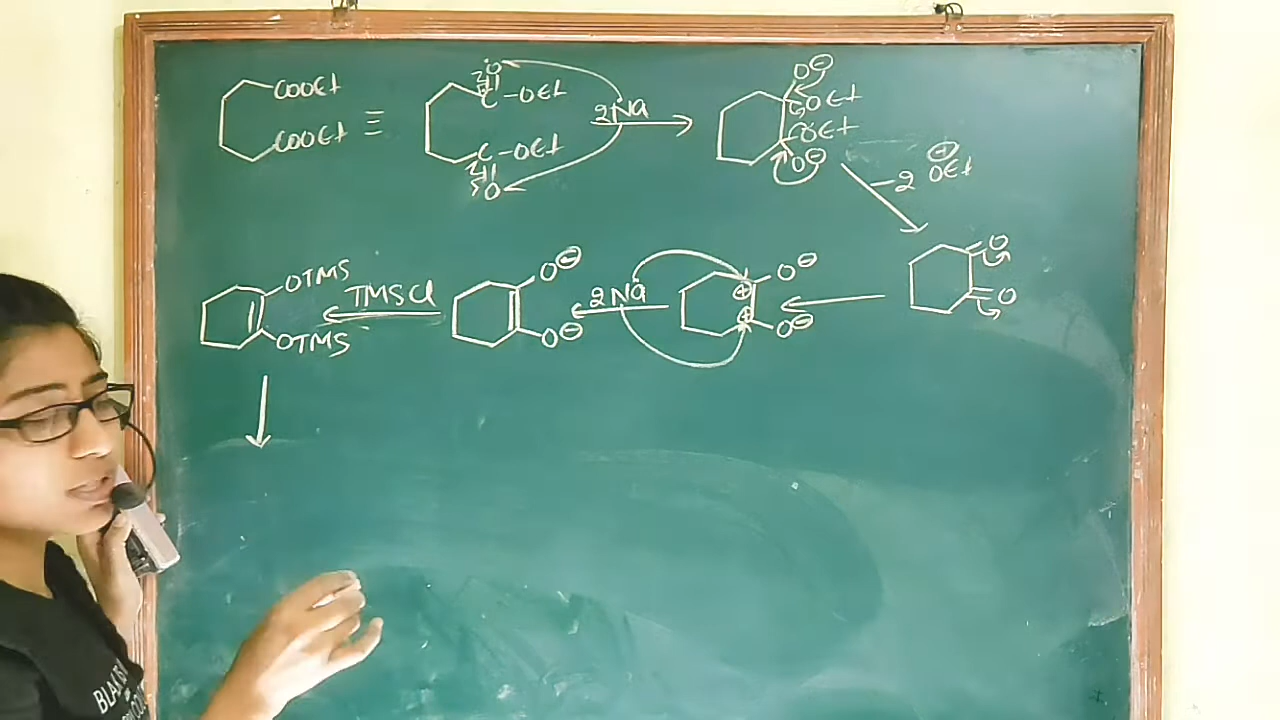 COOEt
COOEt
≡
O
C-OEt
C-OEt
O
2Na
O⊖
OEt
OEt
O⊖
-2 ⊕OEt
O
O
O⊖
⊕
⊕
O⊖
2Na
O⊖
O⊖
TMSCl
OTMS
OTMS